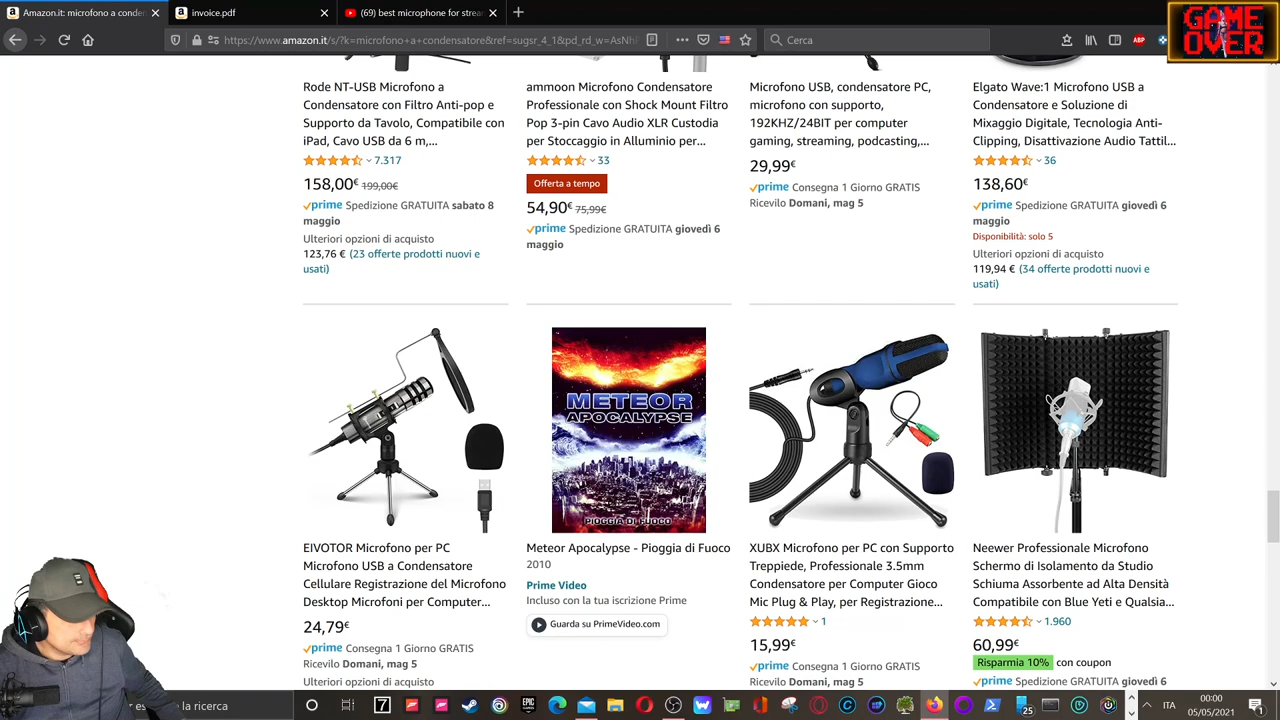 Amazon.it: microfono a conden
invoice.pdf
(69) best microphone for strea
GAME OVER
https://www.amazon.it/s/?k=microfono+a+condensatore&ref=sugsr_4_1&pd_rd_w=AsNhF
Cerca
ABP
Rode NT-USB Microfono a
Condensatore con Filtro Anti-pop e
Supporto da Tavolo, Compatibile con
iPad, Cavo USB da 6 m,...
7.317
158,00€ 199,00€
prime Spedizione GRATUITA sabato 8
maggio
Ulteriori opzioni di acquisto
123,76 € (23 offerte prodotti nuovi e
usati)
ammoon Microfono Condensatore
Professionale con Shock Mount Filtro
Pop 3-pin Cavo Audio XLR Custodia
per Stoccaggio in Alluminio per...
33
Offerta a tempo
54,90€ 75,99€
prime Spedizione GRATUITA giovedì 6
maggio
Microfono USB, condensatore PC,
microfono con supporto,
192KHZ/24BIT per computer
gaming, streaming, podcasting,...
29,99€
prime Consegna 1 Giorno GRATIS
Ricevilo Domani, mag 5
Elgato Wave:1 Microfono USB a
Condensatore e Soluzione di
Mixaggio Digitale, Tecnologia Anti-
Clipping, Disattivazione Audio Tattil...
36
138,60€
prime Spedizione GRATUITA giovedì 6
maggio
Disponibilità: solo 5
Ulteriori opzioni di acquisto
119,94 € (34 offerte prodotti nuovi e
usati)
METEOR
APOCALYPSE
PIOGGIA DI FUOCO
EIVOTOR Microfono per PC
Microfono USB a Condensatore
Cellulare Registrazione del Microfono
Desktop Microfoni per Computer...
24,79€
prime Consegna 1 Giorno GRATIS
Ricevilo Domani, mag 5
Ulteriori opzioni di acquisto
Meteor Apocalypse - Pioggia di Fuoco
2010
Prime Video
Incluso con la tua iscrizione Prime
Guarda su PrimeVideo.com
XUBX Microfono per PC con Supporto
Treppiede, Professionale 3.5mm
Condensatore per Computer Gioco
Mic Plug & Play, per Registrazione...
1
15,99€
prime Consegna 1 Giorno GRATIS
Ricevilo Domani, mag 5
Neewer Professionale Microfono
Schermo di Isolamento da Studio
Schiuma Assorbente ad Alta Densità
Compatibile con Blue Yeti e Qualsia...
1.960
60,99€
Risparmia 10% con coupon
prime Spedizione GRATUITA giovedì 6
la ricerca
7
EPIC
25
ITA
00:00
05/05/2021
1